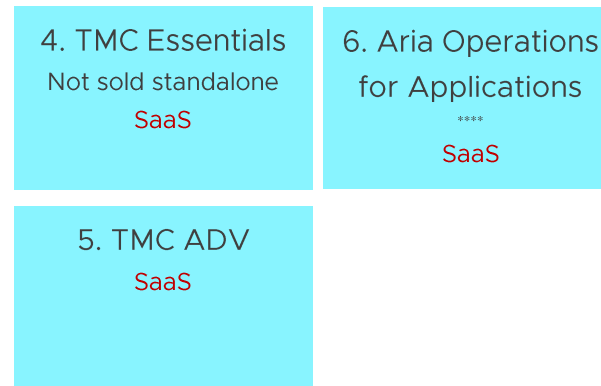 4. TMC Essentials
Not sold standalone
SaaS
6. Aria Operations
for Applications
****
SaaS
5. TMC ADV
SaaS